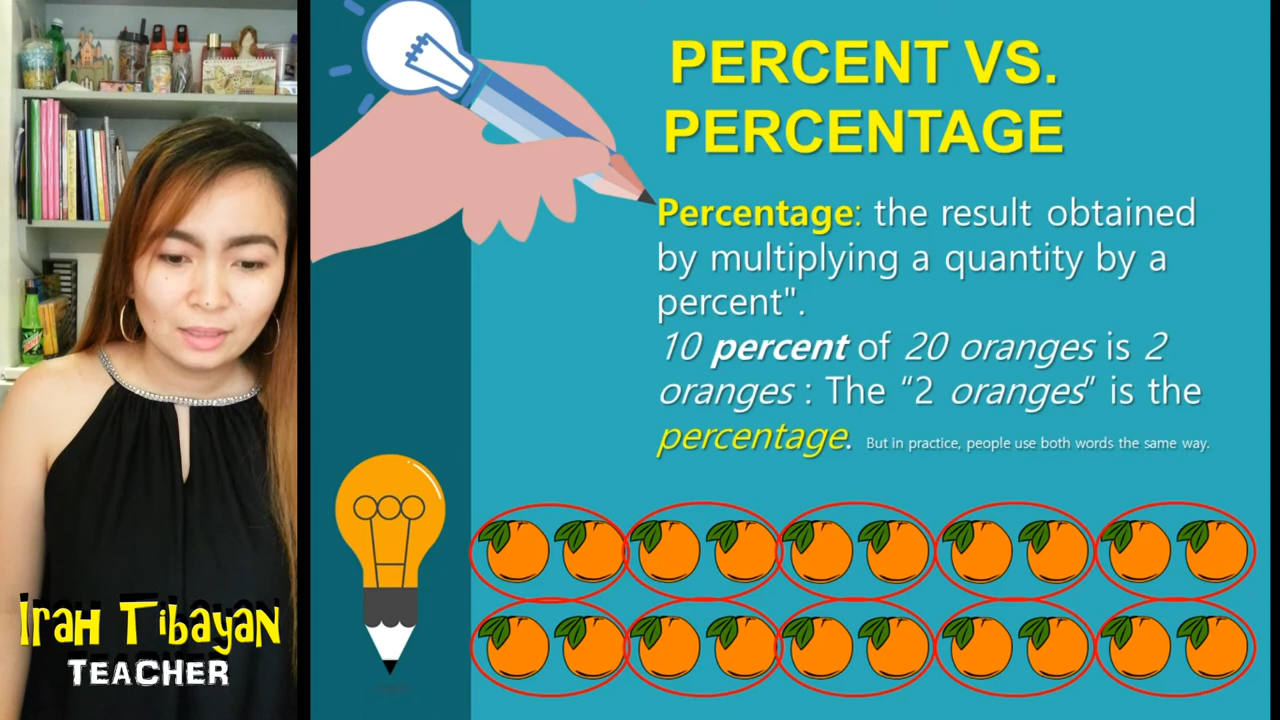 PERCENT VS.
PERCENTAGE
Percentage: the result obtained
by multiplying a quantity by a
percent".
10 percent of 20 oranges is 2
oranges : The “2 oranges” is the
percentage. But in practice, people use both words the same way.
Irah Tibayan
TEACHER